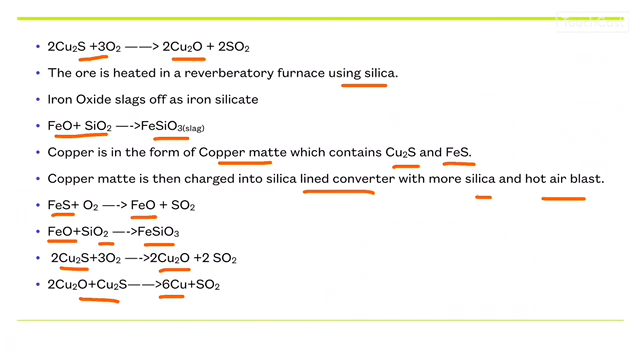 • 2Cu₂S +3O₂ ——> 2Cu₂O + 2SO₂
• The ore is heated in a reverberatory furnace using silica.
• Iron Oxide slags off as iron silicate
• FeO+ SiO₂ —->FeSiO₃(slag)
• Copper is in the form of Copper matte which contains Cu₂S and FeS.
• Copper matte is then charged into silica lined converter with more silica and hot air blast.
• FeS+ O₂ —-> FeO + SO₂
• FeO+SiO₂ —->FeSiO₃
• 2Cu₂S+3O₂ —->2Cu₂O +2 SO₂
• 2Cu₂O+Cu₂S——>6Cu+SO₂